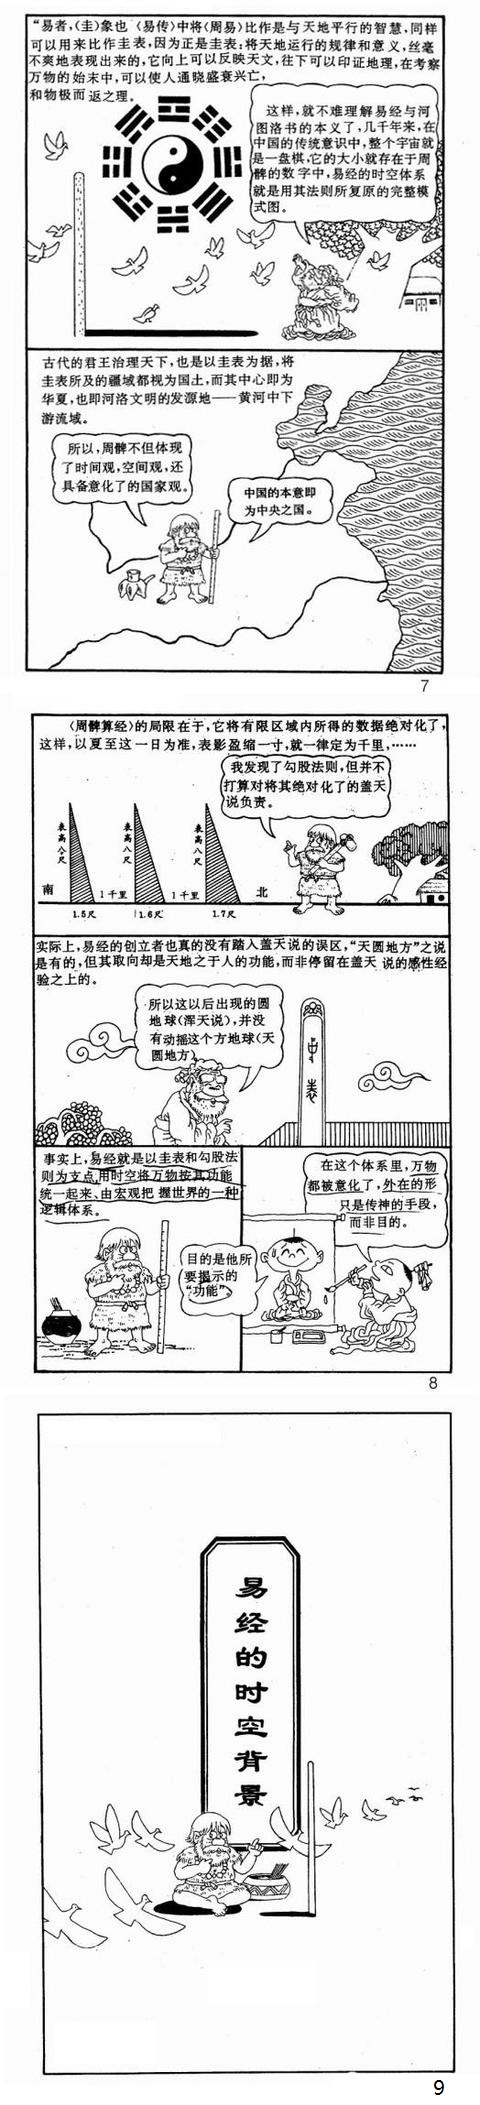 “易者，(圭)象也〈易传〉中将〈周易〉比作是与天地平行的智慧，同样
可以用来比作圭表，因为正是圭表：将天地运行的规律和意义，丝毫
不爽地表现出来的，它向上可以反映天文，往下可以印证地理，在考察
万物的始末中，可以使人通晓盛衰兴亡，
和物极而返之理。
这样，就不难理解易经与河
图洛书的本义了，几千年来，在
中国的传统意识中，整个宇宙就
是一盘棋，它的大小就存在于周
髀的数字中，易经的时空体系
就是用其法则所复原的完整模
式图。
古代的君王治理天下，也是以圭表为据，将
圭表所及的疆域都视为国土，而其中心即为
华夏，也即河洛文明的发源地——黄河中下
游流域。
所以，周髀不但体现
了时间观，空间观，还
具备意化了的国家观。
中国的本意即
为中央之国。
7
〈周髀算经〉的局限在于，它将有限区域内所得的数据绝对化了，
这样，以夏至这一日为准，表影盈缩一寸，就一律定为千里，……
我发现了勾股法则，但并不
打算对将其绝对化了的盖天
说负责。
表高八尺
表高八尺
表高八尺
南
1千里
1千里
北
1.5尺
1.6尺
1.7尺
实际上，易经的创立者也真的没有踏入盖天说的误区，“天圆地方”之说
是有的，但其取向却是天地之于人的功能，而非停留在盖天 说的感性经
验之上的。
所以这以后出现的圆
地球(浑天说)，并没
有动摇这个方地球(天
圆地方)
表
事实上，易经就是以圭表和勾股法
则为支点，用时空将万物按其功能
统一起来、由宏观把 握世界的一种
逻辑体系。
在这个体系里，万物
都被意化了，外在的形
只是传神的手段，
而非目的。
目的是他所
要揭示的
“功能”。
8
易经的时空背景
9